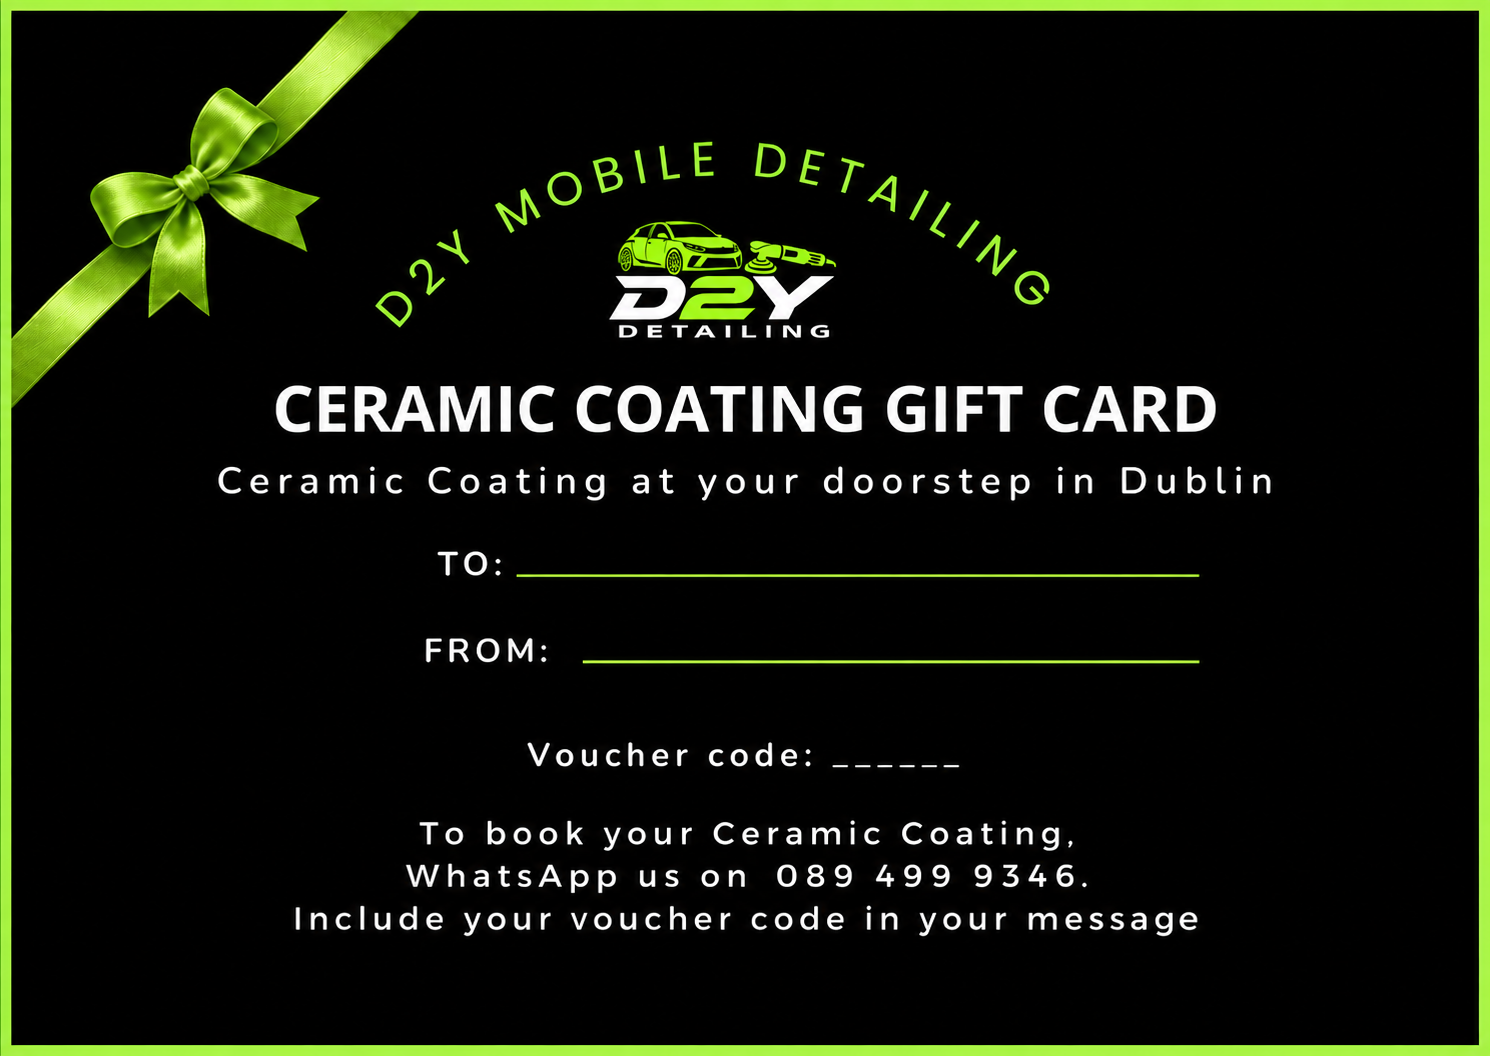 D2Y MOBILE DETAILING
D2Y
DETAILING
CERAMIC COATING GIFT CARD
Ceramic Coating at your doorstep in Dublin
TO:
FROM:
Voucher code: ______
To book your Ceramic Coating,
WhatsApp us on 089 499 9346.
Include your voucher code in your message